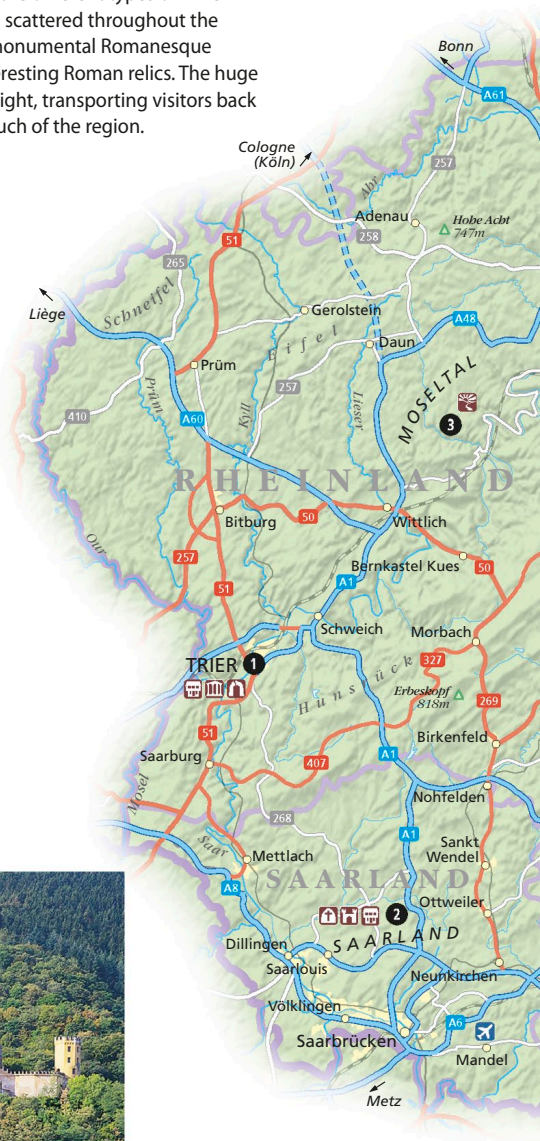 scattered throughout the
monumental Romanesque
eresting Roman relics. The huge
ight, transporting visitors back
uch of the region.
Bonn
A61
Cologne
(Köln)
257
Ahr
Adenau
Hohe Acht
747m
51
258
265
Liège
Schneifel
Gerolstein
A48
Eifel
Daun
Prüm
257
MOSELTAL
Prüm
Kyll
Lieser
3
410
A60
RHEINLAND
Bitburg
50
Wittlich
Our
257
Bernkastel Kues
50
51
A1
Schweich
Morbach
TRIER 1
327
Hunsrück
Erbeskopf
818m
269
51
Birkenfeld
Saarburg
407
A1
Mosel
Nohfelden
268
A1
Saar
Sankt
Wendel
Mettlach
A8
SAARLAND
Ottweiler
2
SAARLAND
Dillingen
Saarlouis
Neunkirchen
Völklingen
A6
Saarbrücken
Mandel
Metz